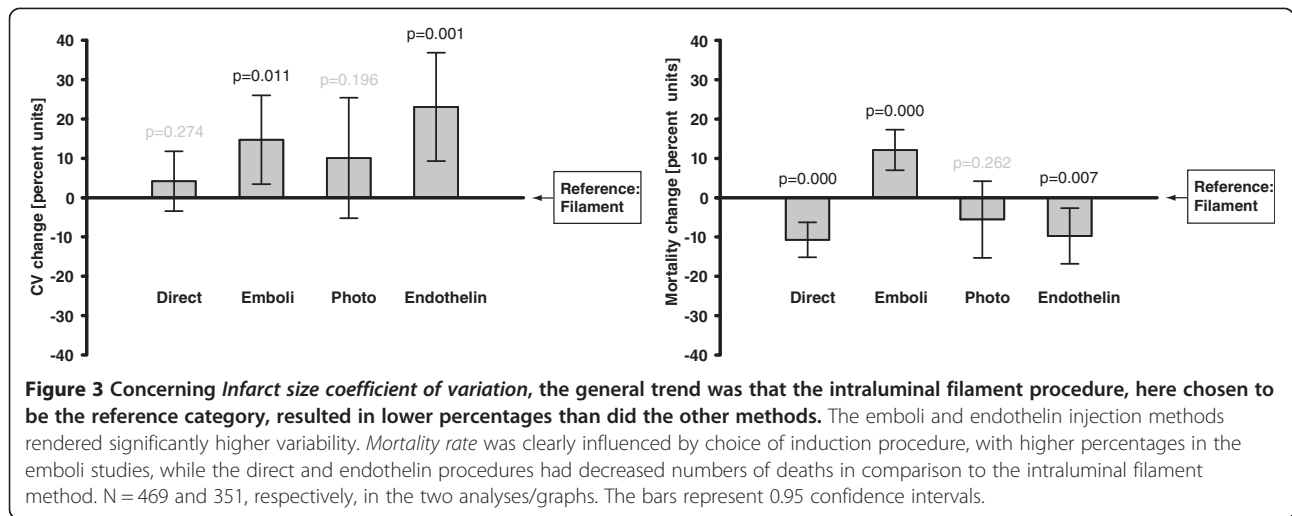 40
30
20
10
0
-10
-20
-30
-40
CV change [percent units]
p=0.274
p=0.011
p=0.196
p=0.001
Direct
Emboli
Photo
Endothelin
Reference:
Filament
40
30
20
10
0
-10
-20
-30
-40
Mortality change [percent units]
p=0.000
p=0.000
p=0.262
p=0.007
Direct
Emboli
Photo
Endothelin
Reference:
Filament
Figure 3 Concerning Infarct size coefficient of variation, the general trend was that the intraluminal filament procedure, here chosen to
be the reference category, resulted in lower percentages than did the other methods. The emboli and endothelin injection methods
rendered significantly higher variability. Mortality rate was clearly influenced by choice of induction procedure, with higher percentages in the
emboli studies, while the direct and endothelin procedures had decreased numbers of deaths in comparison to the intraluminal filament
method. N = 469 and 351, respectively, in the two analyses/graphs. The bars represent 0.95 confidence intervals.